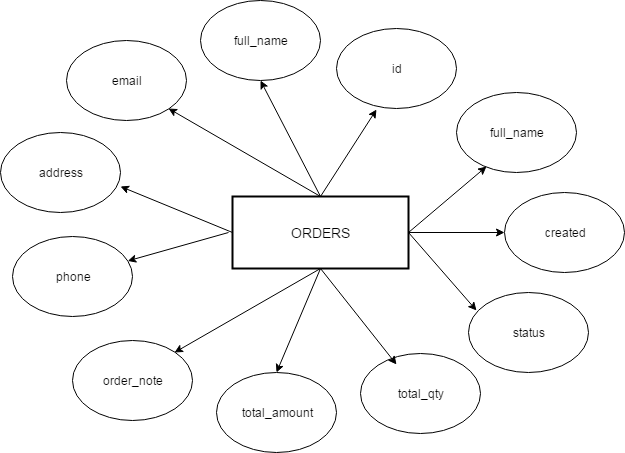 full_name
id
email
full_name
address
ORDERS
created
phone
status
order_note
total_amount
total_qty